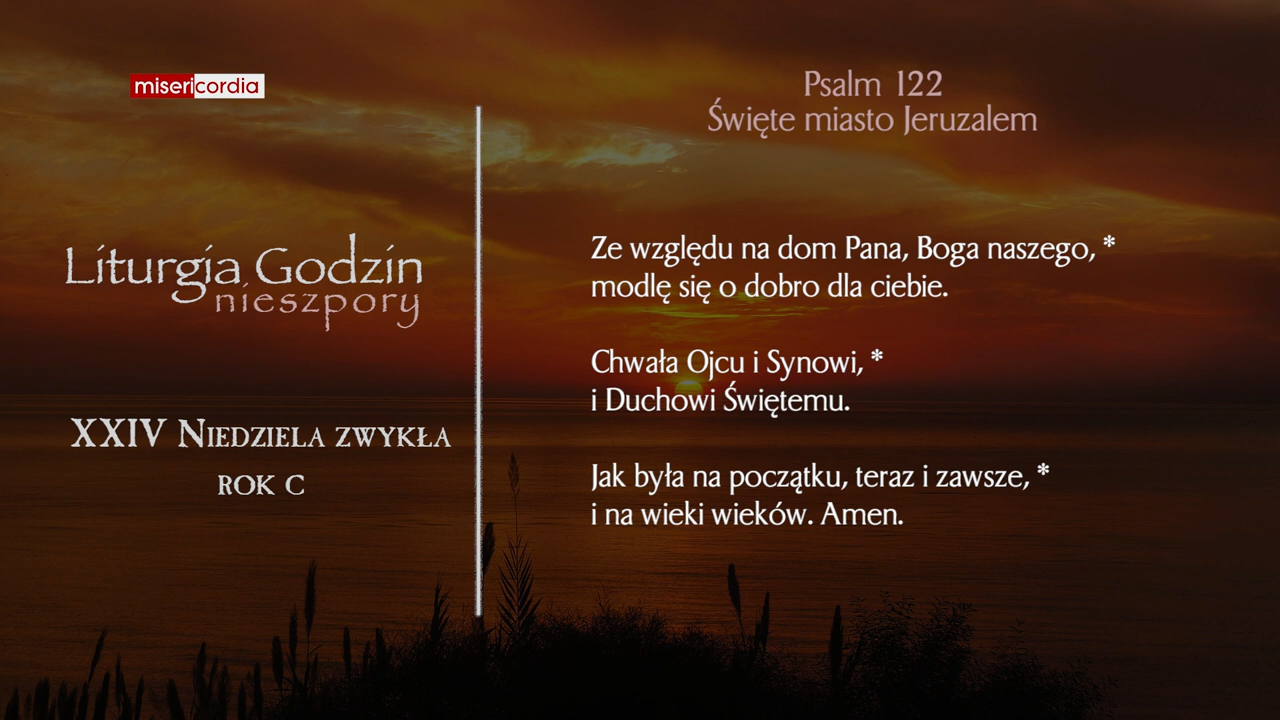 misericordia
Liturgia Godzin
nieszpory
XXIV Niedziela zwykła
rok C
Psalm 122
Święte miasto Jeruzalem
Ze względu na dom Pana, Boga naszego, *
modlę się o dobro dla ciebie.
Chwała Ojcu i Synowi, *
i Duchowi Świętemu.
Jak była na początku, teraz i zawsze, *
i na wieki wieków. Amen.